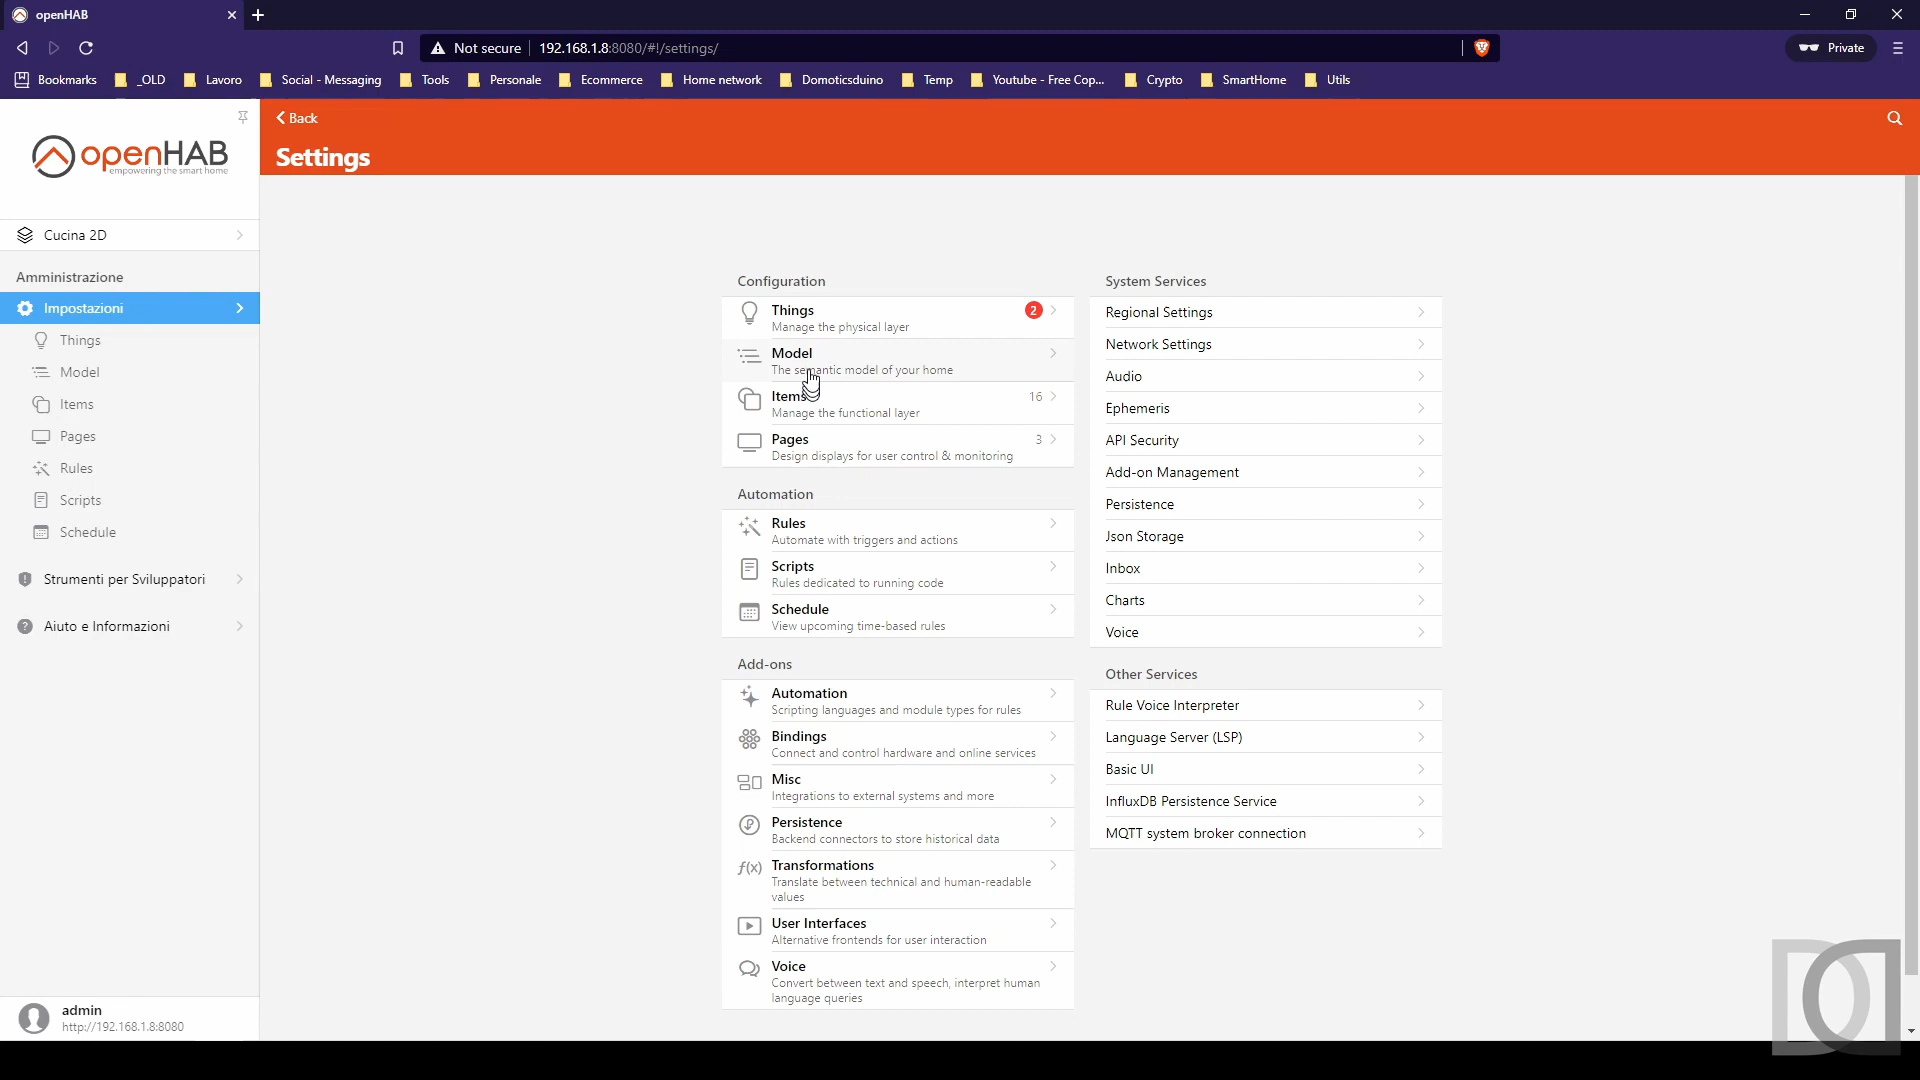 openHAB
Not secure
192.168.1.8:8080/#!/settings/
Private
Bookmarks
_OLD
Lavoro
Social - Messaging
Tools
Personale
Ecommerce
Home network
Domoticsduino
Temp
Youtube - Free Cop...
Crypto
SmartHome
Utils
openHAB
empowering the smart home
Cucina 2D
Amministrazione
Impostazioni
Things
Model
Items
Pages
Rules
Scripts
Schedule
Strumenti per Sviluppatori
Aiuto e Informazioni
admin
http://192.168.1.8:8080
Back
Settings
Configuration
Things
2
Manage the physical layer
Model
The semantic model of your home
Items
16
Manage the functional layer
Pages
3
Design displays for user control & monitoring
Automation
Rules
Automate with triggers and actions
Scripts
Rules dedicated to running code
Schedule
View upcoming time-based rules
Add-ons
Automation
Scripting languages and module types for rules
Bindings
Connect and control hardware and online services
Misc
Integrations to external systems and more
Persistence
Backend connectors to store historical data
f(x)
Transformations
Translate between technical and human-readable
values
User Interfaces
Alternative frontends for user interaction
Voice
Convert between text and speech, interpret human
language queries
System Services
Regional Settings
Network Settings
Audio
Ephemeris
API Security
Add-on Management
Persistence
Json Storage
Inbox
Charts
Voice
Other Services
Rule Voice Interpreter
Language Server (LSP)
Basic UI
InfluxDB Persistence Service
MQTT system broker connection